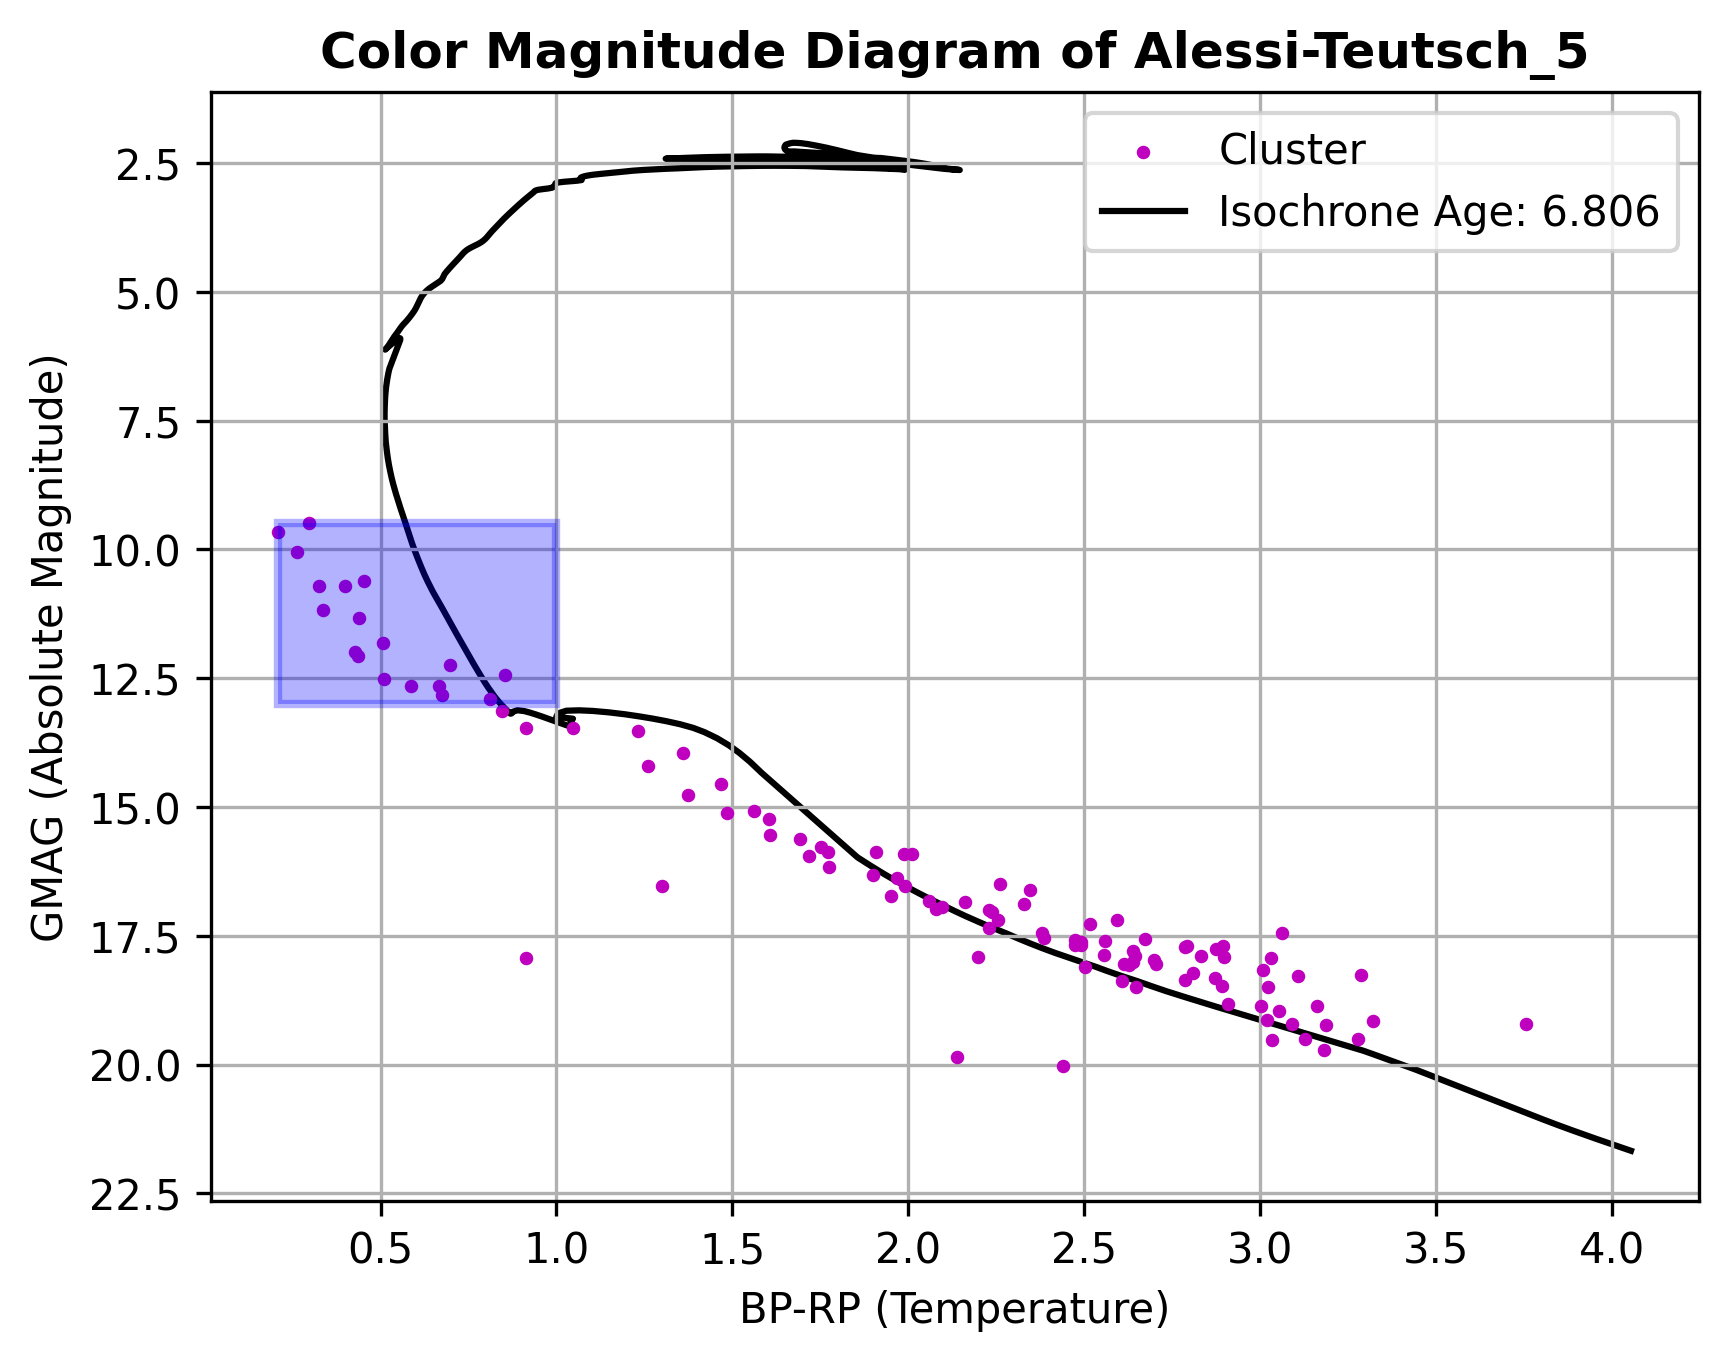 Color Magnitude Diagram of Alessi-Teutsch_5
Cluster
Isochrone Age: 6.806
GMAG (Absolute Magnitude)
2.5
5.0
7.5
10.0
12.5
15.0
17.5
20.0
22.5
0.5 1.0 1.5 2.0 2.5 3.0 3.5 4.0
BP-RP (Temperature)